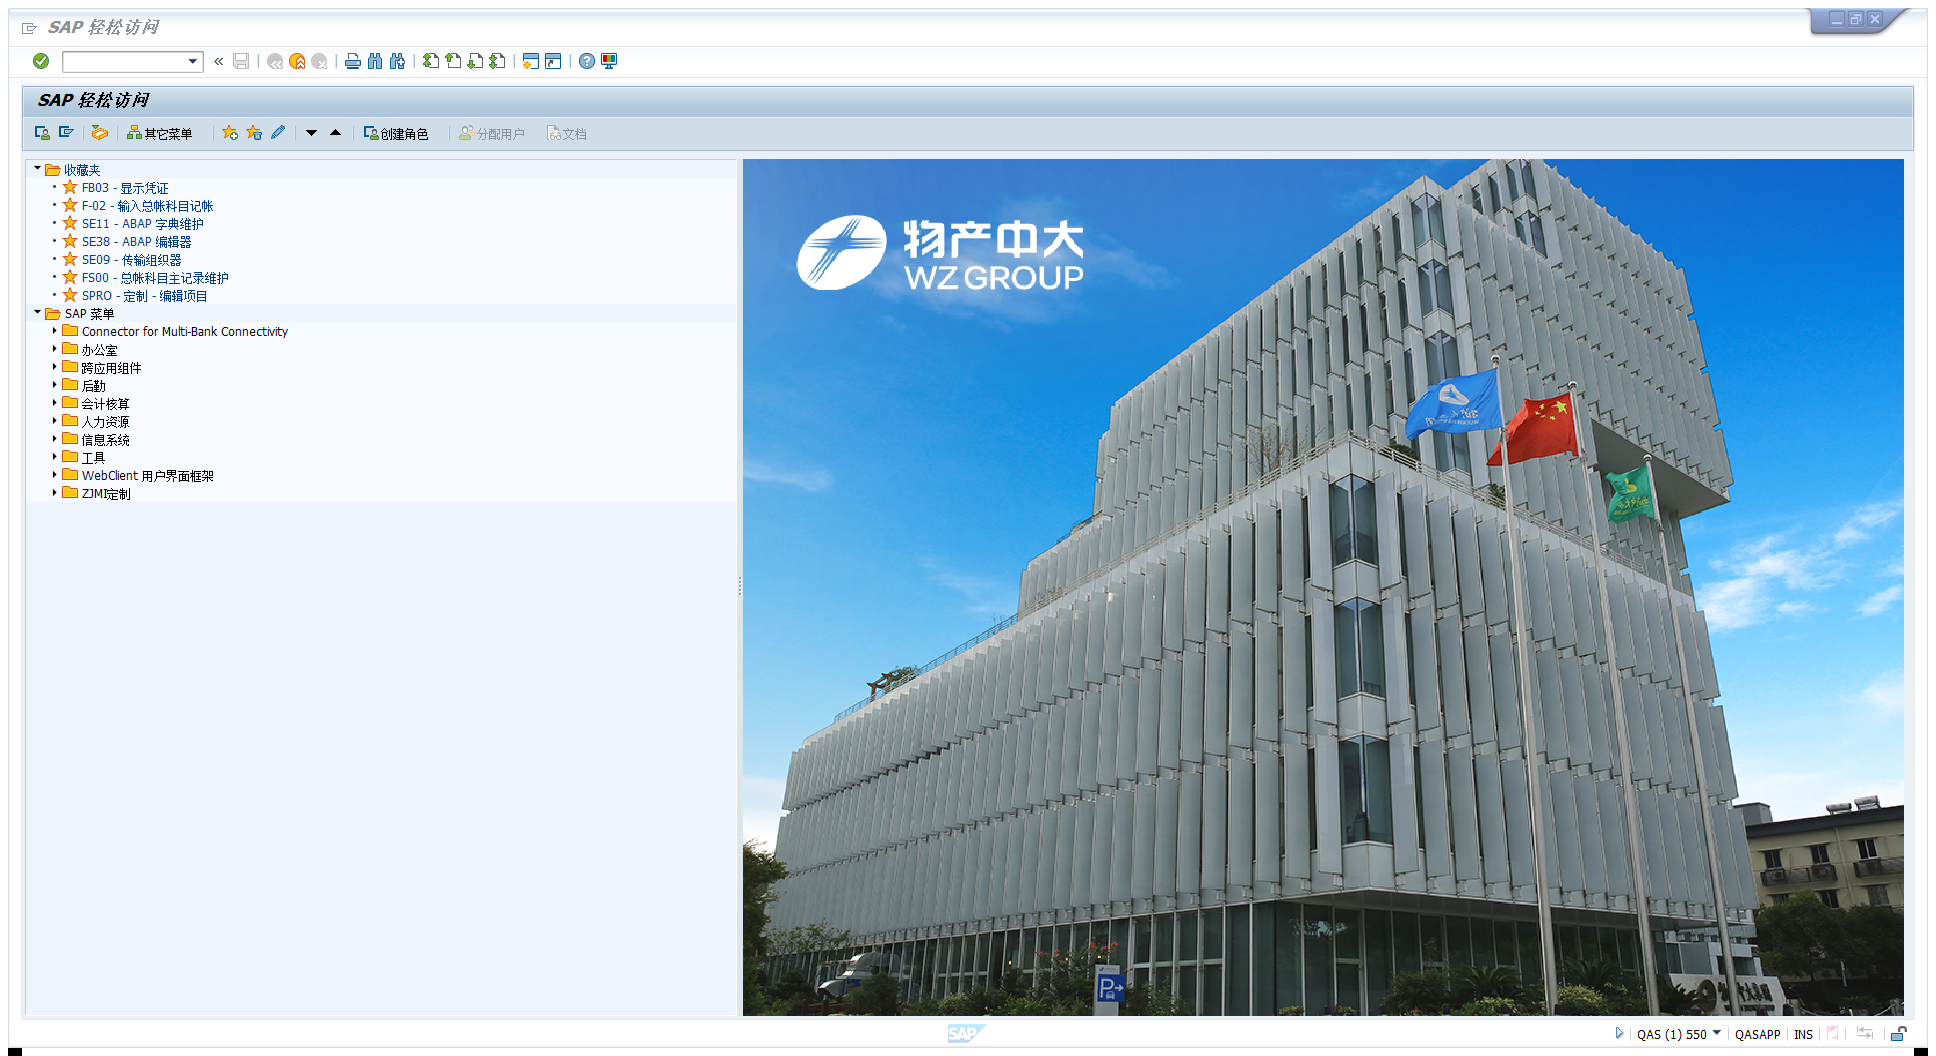 SAP 轻松访问
SAP 轻松访问
其它菜单 创建角色 分配用户 文档
收藏夹
FB03 - 显示凭证
F-02 - 输入总帐科目记帐
SE11 - ABAP 字典维护
SE38 - ABAP 编辑器
SE09 - 传输组织器
FS00 - 总帐科目主记录维护
SPRO - 定制 - 编辑项目
SAP 菜单
Connector for Multi-Bank Connectivity
办公室
跨应用组件
后勤
会计核算
人力资源
信息系统
工具
WebClient 用户界面框架
ZJMI定制
物产中大
WZ GROUP
P
SAP
QAS (1) 550 QASAPP INS